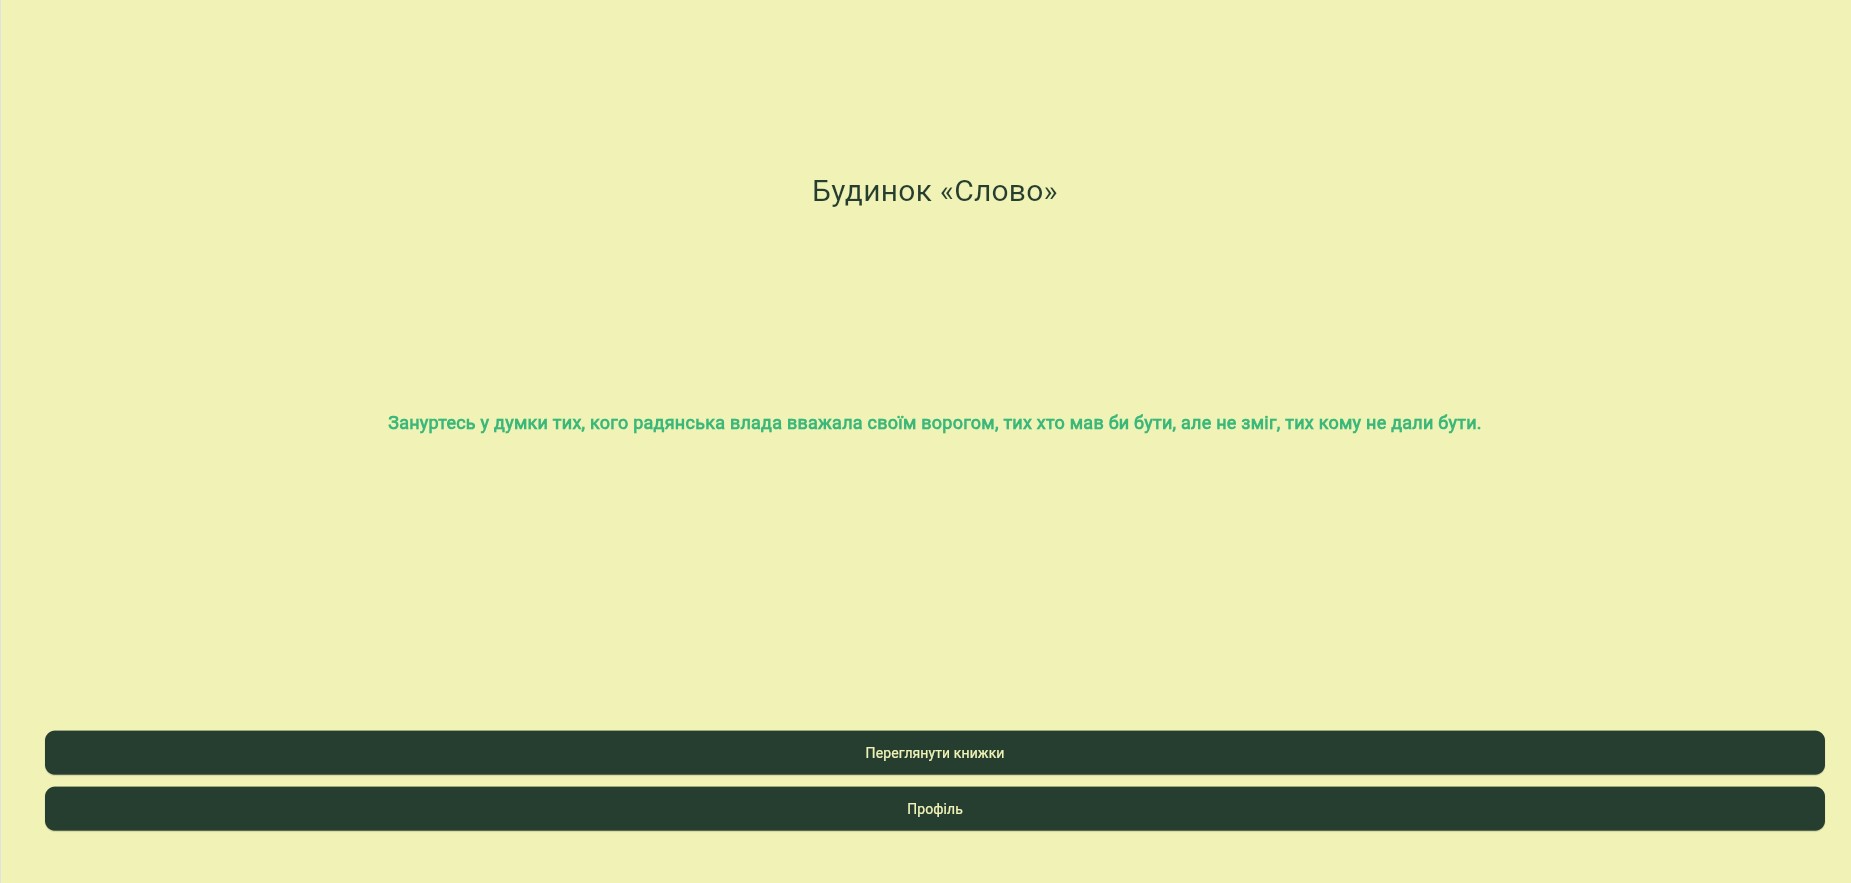 Будинок «Слово»
Зануртесь у думки тих, кого радянська влада вважала своїм ворогом, тих хто мав би бути, але не зміг, тих кому не дали бути.
Переглянути книжки
Профіль